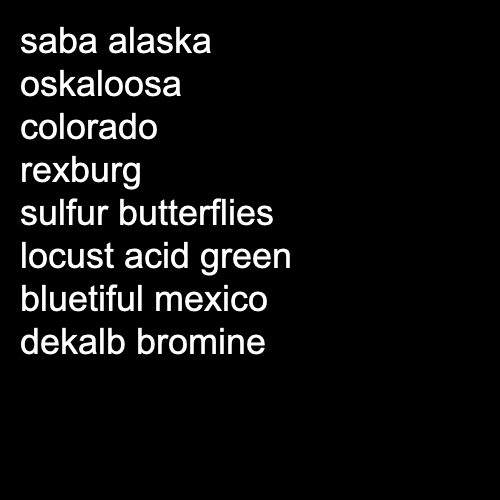 saba alaska
oskaloosa
colorado
rexburg
sulfur butterflies
locust acid green
bluetiful mexico
dekalb bromine